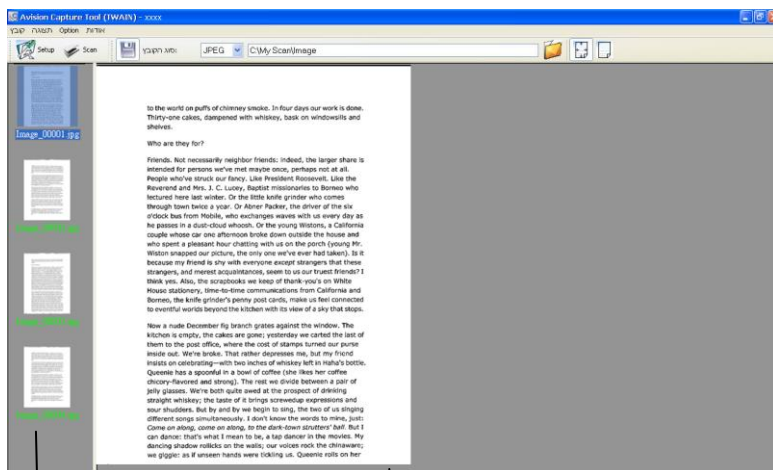 Avision Capture Tool (TWAIN) - xxxx
קובץ תמונה Option אודות
Setup Scan סוג הקובץ: JPEG C:\My Scan\Image
Image_00001.jpg
to the world on puffs of chimney smoke. In four days our work is done.
Thirty-one cakes, dampened with whiskey, bask on windowsills and
shelves.
Who are they for?
Friends. Not necessarily neighbor friends: indeed, the larger share is
intended for persons we've met maybe once, perhaps not at all.
People who've struck our fancy. Like President Roosevelt. Like the
Reverend and Mrs. J. C. Lucey, Baptist missionaries to Borneo who
lectured here last winter. Or the little knife grinder who comes
through town twice a year. Or Abner Packer, the driver of the six
o'clock bus from Mobile, who exchanges waves with us every day as
he passes in a dust-cloud whoosh. Or the young Wistons, a California
couple whose car one afternoon broke down outside the house and
who spent a pleasant hour chatting with us on the porch (young Mr.
Wiston snapped our picture, the only one we've ever had taken). Is it
because my friend is shy with everyone except strangers that these
strangers, and merest acquaintances, seem to us our truest friends? I
think yes. Also, the scrapbooks we keep of thank-you's on White
House stationery, time-to-time communications from California and
Borneo, the knife grinder's penny post cards, make us feel connected
to eventful worlds beyond the kitchen with its view of a sky that stops.
Now a nude December fig branch grates against the window. The
kitchen is empty, the cakes are gone; yesterday we carted the last of
them to the post office, where the cost of stamps turned our purse
inside out. We're broke. That rather depresses me, but my friend
insists on celebrating—with two inches of whiskey left in Haha's bottle.
Queenie has a spoonful in a bowl of coffee (she likes her coffee
chicory-flavored and strong). The rest we divide between a pair of
jelly glasses. We're both quite awed at the prospect of drinking
straight whiskey; the taste of it brings screwedup expressions and
sour shudders. But by and by we begin to sing, the two of us singing
different songs simultaneously. I don't know the words to mine, just:
Come on along, come on along, to the dark-town strutters' ball. But I
can dance: that's what I mean to be, a tap dancer in the movies. My
dancing shadow rollicks on the walls; our voices rock the chinaware;
we giggle: as if unseen hands were tickling us. Queenie rolls on her